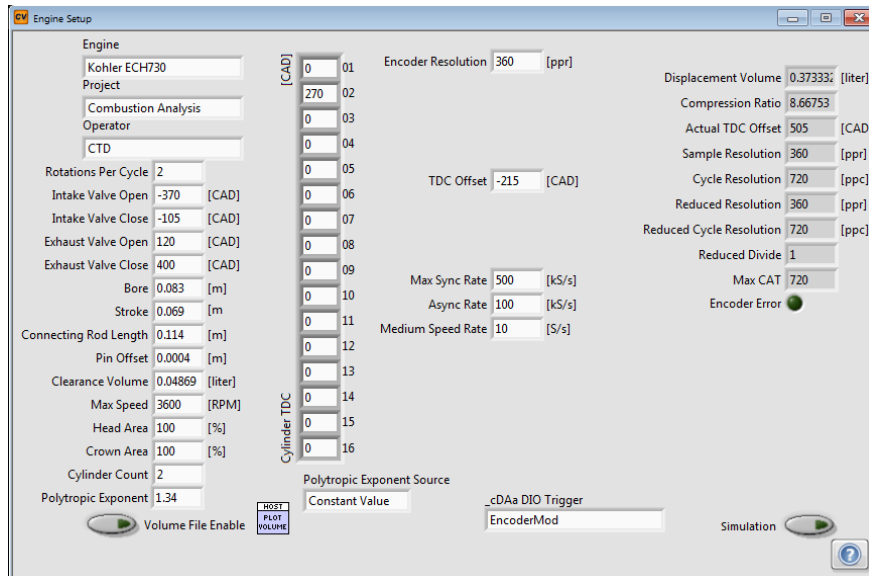 CV Engine Setup
Engine
Kohler ECH730
Project
Combustion Analysis
Operator
CTD
Rotations Per Cycle 2
Intake Valve Open -370 [CAD]
Intake Valve Close -105 [CAD]
Exhaust Valve Open 120 [CAD]
Exhaust Valve Close 400 [CAD]
Bore 0.083 [m]
Stroke 0.069 [m
Connecting Rod Length 0.114 [m]
Pin Offset 0.0004 [m]
Clearance Volume 0.04869 [liter]
Max Speed 3600 [RPM]
Head Area 100 [%]
Crown Area 100 [%]
Cylinder Count 2
Polytropic Exponent 1.34
Volume File Enable
HOST
PLOT
VOLUME
[CAD]
Cylinder TDC
0 01
270 02
0 03
0 04
0 05
0 06
0 07
0 08
0 09
0 10
0 11
0 12
0 13
0 14
0 15
0 16
Polytropic Exponent Source
Constant Value
Encoder Resolution 360 [ppr]
TDC Offset -215 [CAD]
Max Sync Rate 500 [kS/s]
Async Rate 100 [kS/s]
Medium Speed Rate 10 [S/s]
_cDAa DIO Trigger
EncoderMod
Displacement Volume 0.373332 [liter]
Compression Ratio 8.66753
Actual TDC Offset 505 [CAD
Sample Resolution 360 [ppr]
Cycle Resolution 720 [ppc]
Reduced Resolution 360 [ppr]
Reduced Cycle Resolution 720 [ppc]
Reduced Divide 1
Max CAT 720
Encoder Error
Simulation
?